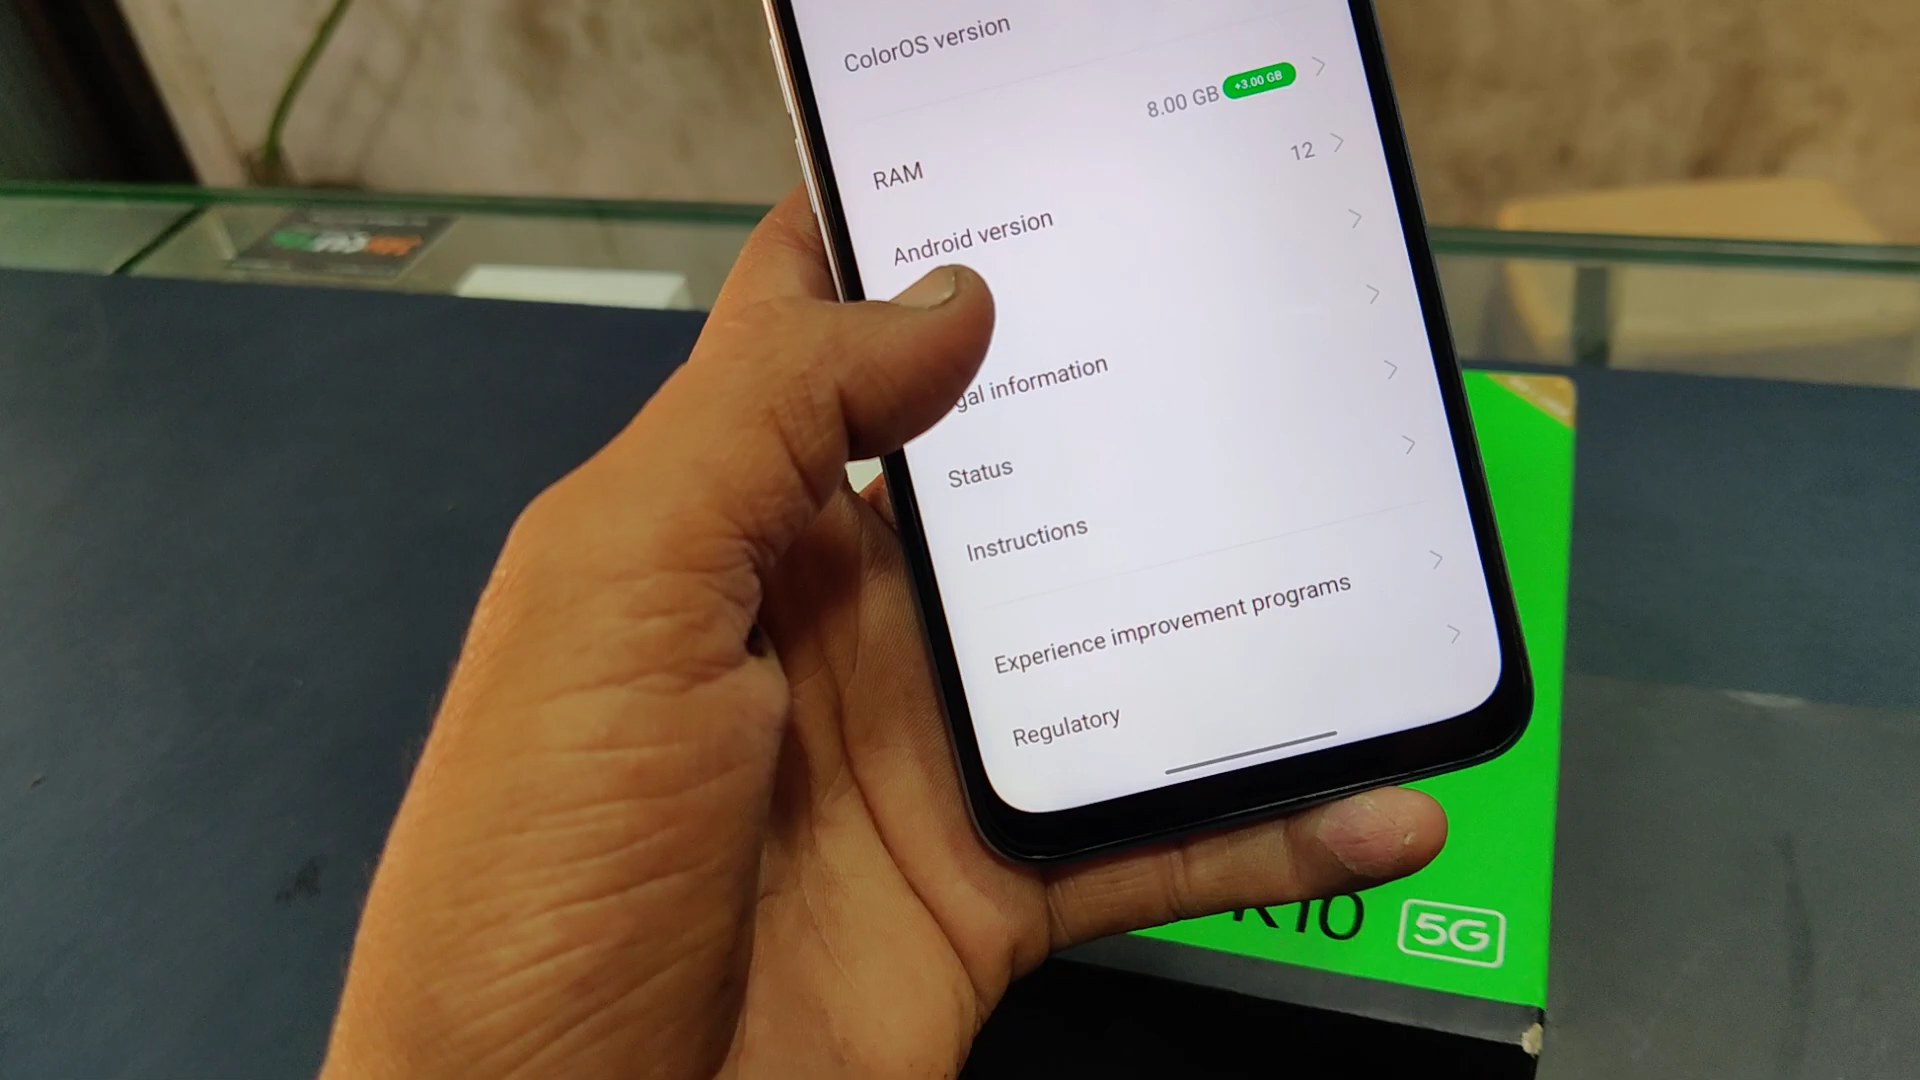 ColorOS version
8.00 GB +3.00 GB
RAM
12
Android version
gal information
Status
Instructions
Experience improvement programs
Regulatory
K10 5G